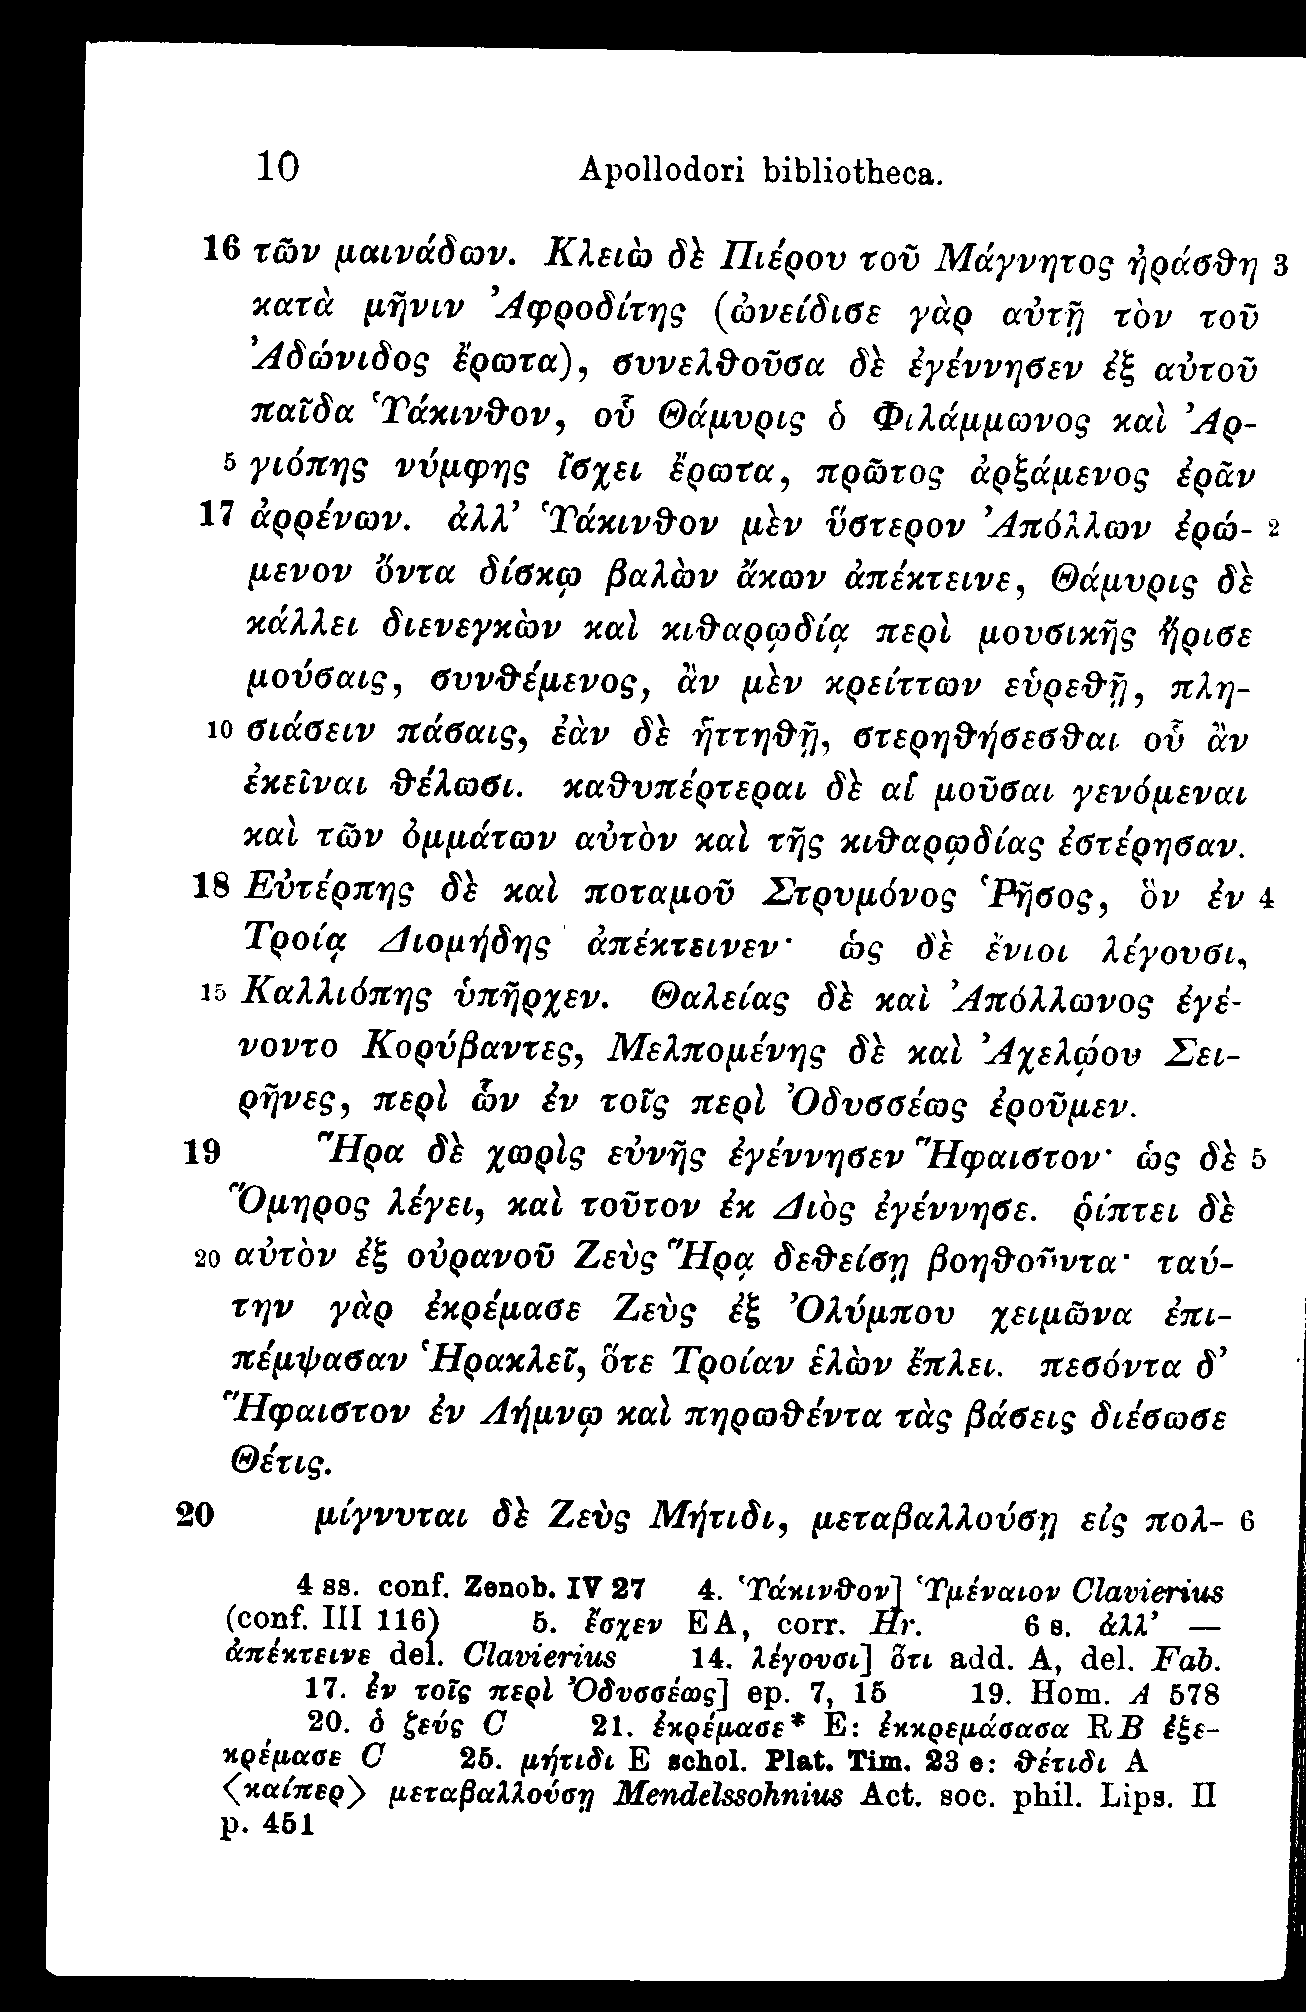 10 Apollodori bibliotheca.
16 τῶν μαινάδων. Κλειὼ δὲ Πιέρου τοῦ Μάγνητος ἠράσθη 3
κατὰ μῆνιν Ἀφροδίτης (ὠνείδισε γὰρ αὐτῇ τὸν τοῦ
Ἀδώνιδος ἔρωτα), συνελθοῦσα δὲ ἐγέννησεν ἐξ αὐτοῦ
παῖδα Ὑάκινθον, οὗ Θάμυρις ὁ Φιλάμμωνος καὶ Ἀρ-
5 γιόπης νύμφης ἴσχει ἔρωτα, πρῶτος ἀρξάμενος ἐρᾶν
17 ἀρρένων. ἀλλ’ Ὑάκινθον μὲν ὕστερον Ἀπόλλων ἐρώ- 2
μενον ὄντα δίσκῳ βαλὼν ἄκων ἀπέκτεινε, Θάμυρις δὲ
κάλλει διενεγκὼν καὶ κιθαρῳδίᾳ περὶ μουσικῆς ἤρισε
μούσαις, συνθέμενος, ἂν μὲν κρείττων εὑρεθῇ, πλη-
10 σιάσειν πάσαις, ἐὰν δὲ ἡττηθῇ, στερηθήσεσθαι οὗ ἂν
ἐκεῖναι θέλωσι. καθυπέρτεραι δὲ αἱ μοῦσαι γενόμεναι
καὶ τῶν ὀμμάτων αὐτὸν καὶ τῆς κιθαρῳδίας ἐστέρησαν.
18 Εὐτέρπης δὲ καὶ ποταμοῦ Στρυμόνος Ῥῆσος, ὃν ἐν 4
Τροίᾳ Διομήδης ἀπέκτεινεν· ὡς δὲ ἔνιοι λέγουσι,
15 Καλλιόπης ὑπῆρχεν. Θαλείας δὲ καὶ Ἀπόλλωνος ἐγέ-
νοντο Κορύβαντες, Μελπομένης δὲ καὶ Ἀχελῴου Σει-
ρῆνες, περὶ ὧν ἐν τοῖς περὶ Ὀδυσσέως ἐροῦμεν.
19 Ἥρα δὲ χωρὶς εὐνῆς ἐγέννησεν Ἥφαιστον· ὡς δὲ 5
Ὅμηρος λέγει, καὶ τοῦτον ἐκ Διὸς ἐγέννησε. ῥίπτει δὲ
20 αὐτὸν ἐξ οὐρανοῦ Ζεὺς Ἥρᾳ δεθείσῃ βοηθοῦντα· ταύ-
την γὰρ ἐκρέμασε Ζεὺς ἐξ Ὀλύμπου χειμῶνα ἐπι-
πέμψασαν Ἡρακλεῖ, ὅτε Τροίαν ἑλὼν ἔπλει. πεσόντα δ’
Ἥφαιστον ἐν Λήμνῳ καὶ πηρωθέντα τὰς βάσεις διέσωσε
Θέτις.
20 μίγνυται δὲ Ζεὺς Μήτιδι, μεταβαλλούσῃ εἰς πολ- 6
4 ss. conf. Zenob. IV 27 4. Ὑάκινθον] Ὑμέναιον Clavierius
(conf. III 116) 5. ἔσχεν EA, corr. Hr. 6 s. ἀλλ’ —
ἀπέκτεινε del. Clavierius 14. λέγουσι] ὅτι add. A, del. Fab.
17. ἐν τοῖς περὶ Ὀδυσσέως] ep. 7, 15 19. Hom. Α 578
20. ὁ ζεύς C 21. ἐκρέμασε* E: ἐκκρεμάσασα RB ἐξε-
κρέμασε C 25. μήτιδι E schol. Plat. Tim. 23 e: θέτιδι A
⟨καίπερ⟩ μεταβαλλούσῃ Mendelssohnius Act. soc. phil. Lips. II
p. 451